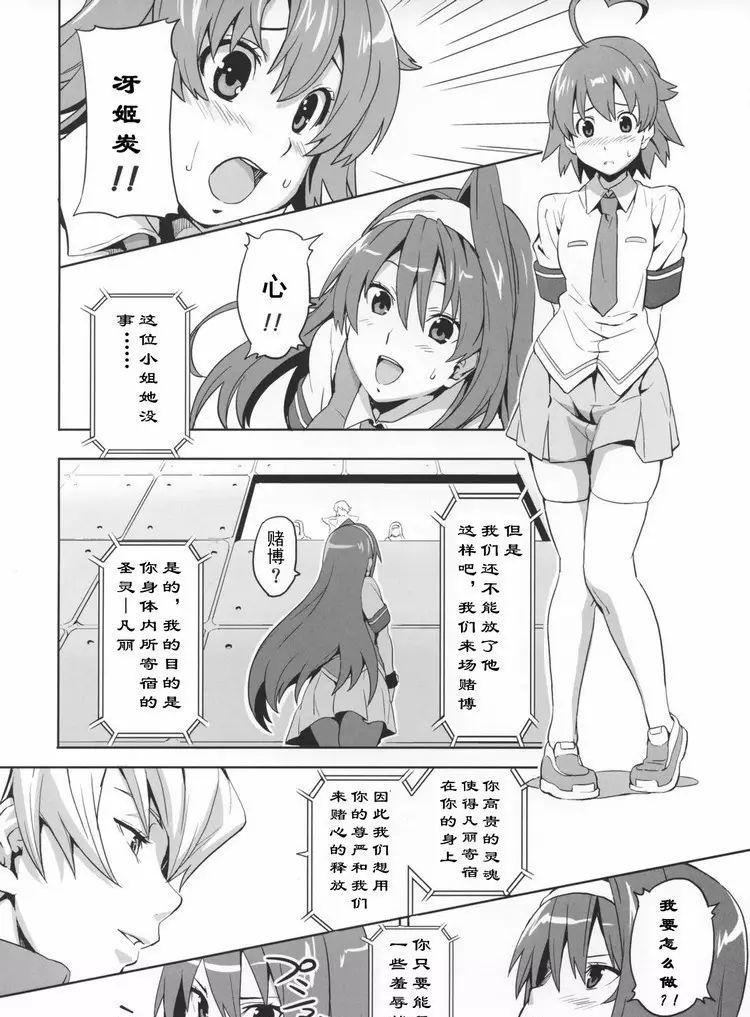 冴姬炭!!
心!!
这位小姐她没
事……
但是
我们还不能放了他
这样吧，我们来场赌博
赌博？
是的，我的目的是
你身体内所寄宿的
圣灵—凡丽
你高贵的灵魂
使得凡丽寄宿
在你的身上
因此我们想用
你的尊严和我们
来赌心的释放
我要怎么做?!
你只要能
一些羞辱
プ